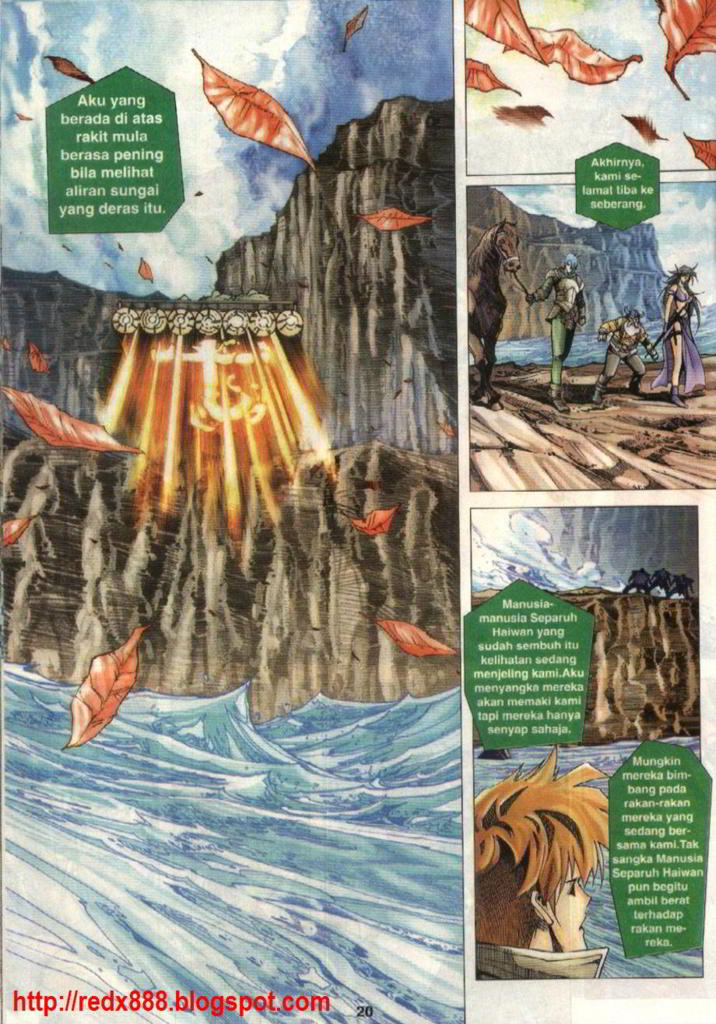 Aku yang
berada di atas
rakit mula
berasa pening
bila melihat
aliran sungai
yang deras itu.
Akhirnya,
kami se-
lamat tiba ke
seberang.
Manusia-
manusia Separuh
Haiwan yang
sudah sembuh itu
kelihatan sedang
menjeling kami.Aku
menyangka mereka
akan memaki kami
tapi mereka hanya
senyap sahaja.
Mungkin
mereka bim-
bang pada
rakan-rakan
mereka yang
sedang ber-
sama kami.Tak
sangka Manusia
Separuh Haiwan
pun begitu
ambil berat
terhadap
rakan me-
reka.
http://redx888.blogspot.com
20